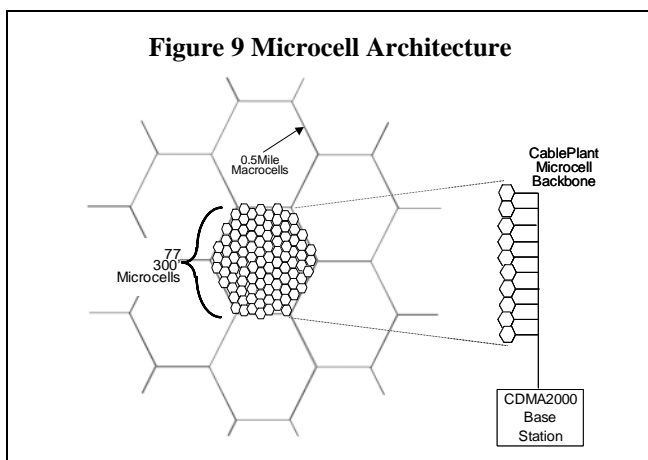 Figure 9 Microcell Architecture
0.5Mile
Macrocells
CablePlant
Microcell
Backbone
77
300'
Microcells
CDMA2000
Base
Station